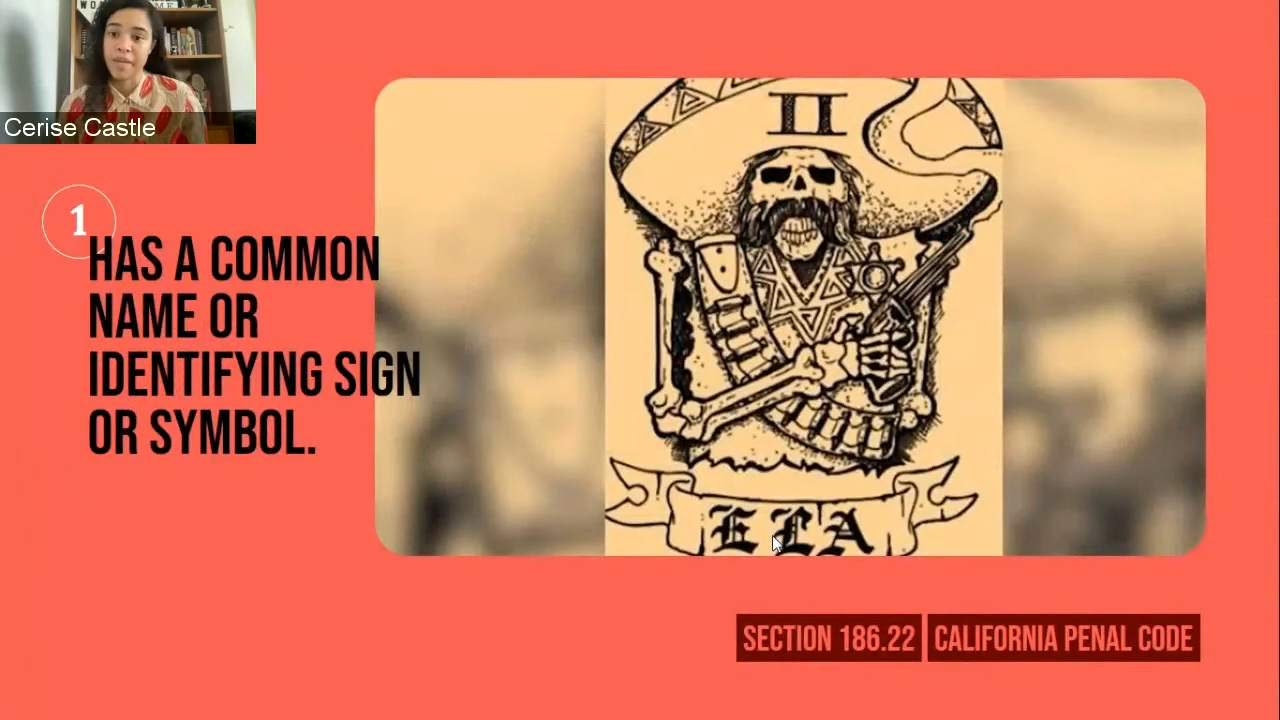 Cerise Castle
1
HAS A COMMON
NAME OR
IDENTIFYING SIGN
OR SYMBOL.
II
ELA
SECTION 186.22 CALIFORNIA PENAL CODE